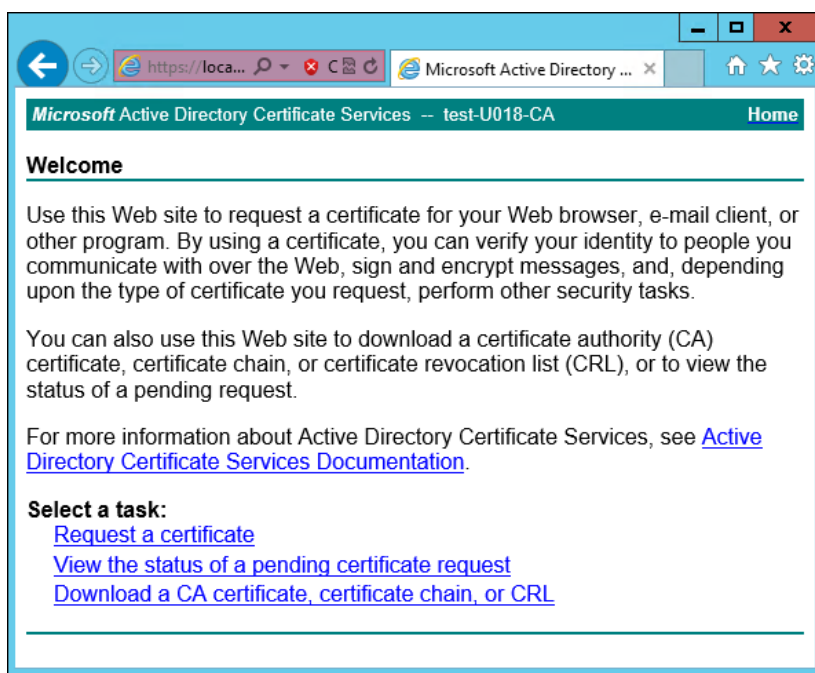 https://loca...
Microsoft Active Directory ...
Microsoft Active Directory Certificate Services -- test-U018-CA Home
Welcome
Use this Web site to request a certificate for your Web browser, e-mail client, or
other program. By using a certificate, you can verify your identity to people you
communicate with over the Web, sign and encrypt messages, and, depending
upon the type of certificate you request, perform other security tasks.
You can also use this Web site to download a certificate authority (CA)
certificate, certificate chain, or certificate revocation list (CRL), or to view the
status of a pending request.
For more information about Active Directory Certificate Services, see Active
Directory Certificate Services Documentation.
Select a task:
Request a certificate
View the status of a pending certificate request
Download a CA certificate, certificate chain, or CRL